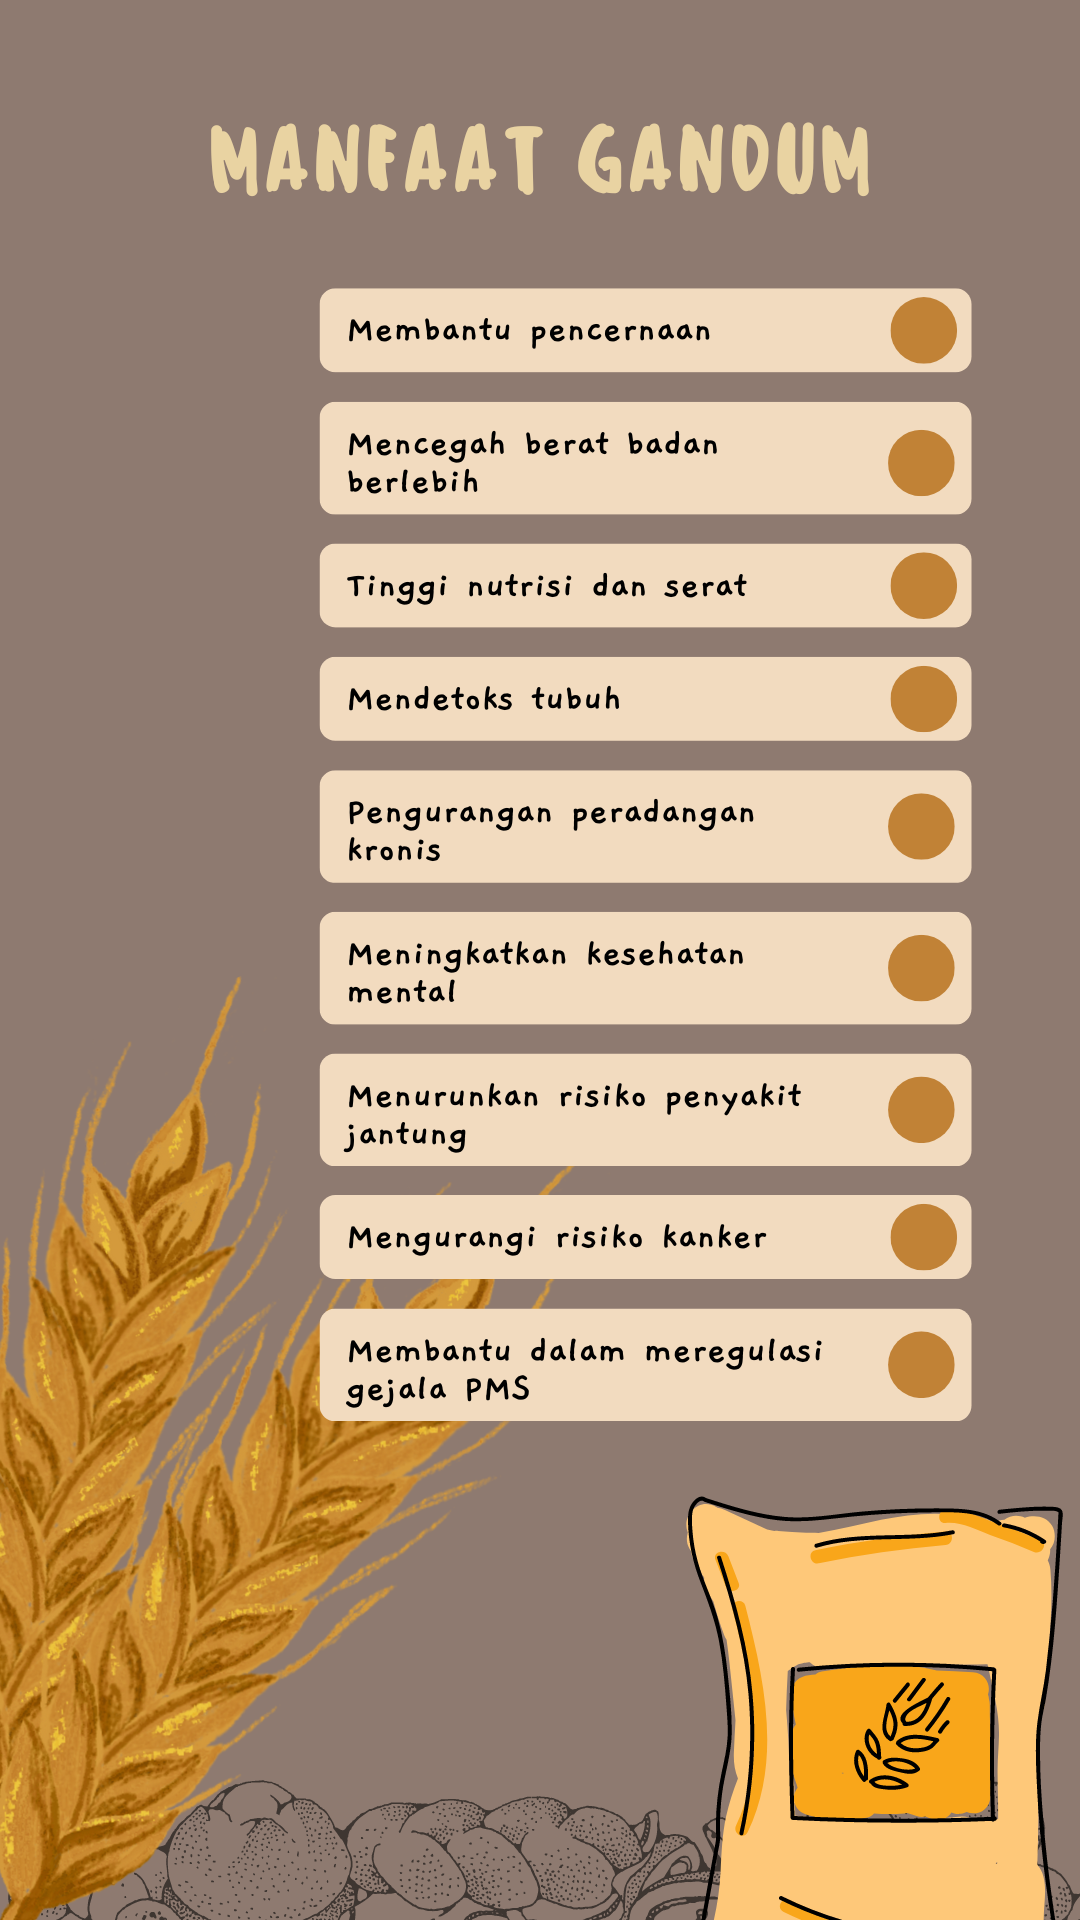 MANFAAT GANDUM
Membantu pencernaan
Mencegah berat badan
berlebih
Tinggi nutrisi dan serat
Mendetoks tubuh
Pengurangan peradangan
kronis
Meningkatkan kesehatan
mental
Menurunkan risiko penyakit
jantung
Mengurangi risiko kanker
Membantu dalam meregulasi
gejala PMS